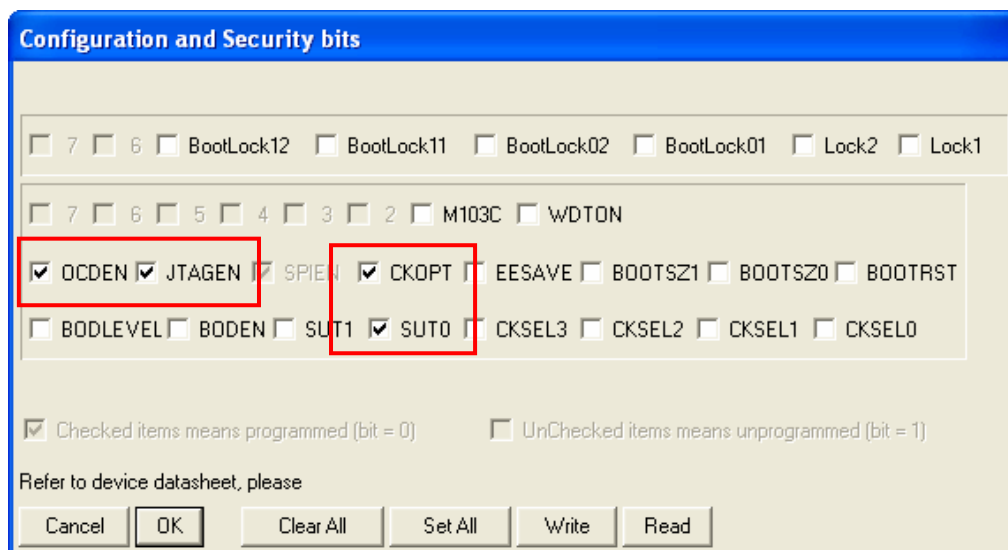 Configuration and Security bits
7 6 BootLock12 BootLock11 BootLock02 BootLock01 Lock2 Lock1
7 6 5 4 3 2 M103C WDTON
OCDEN JTAGEN SPIEN CKOPT EESAVE BOOTSZ1 BOOTSZ0 BOOTRST
BODLEVEL BODEN SUT1 SUT0 CKSEL3 CKSEL2 CKSEL1 CKSEL0
Checked items means programmed (bit = 0) UnChecked items means unprogrammed (bit = 1)
Refer to device datasheet, please
Cancel OK Clear All Set All Write Read